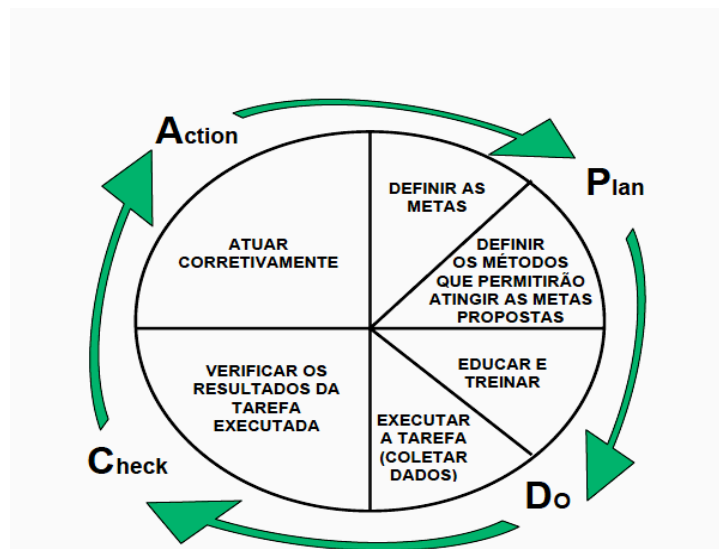 Action
Plan
DEFINIR AS
METAS
DEFINIR
OS MÉTODOS
QUE PERMITIRÃO
ATINGIR AS METAS
PROPOSTAS
EDUCAR E
TREINAR
EXECUTAR
A TAREFA
(COLETAR
DADOS)
Do
VERIFICAR OS
RESULTADOS DA
TAREFA
EXECUTADA
Check
ATUAR
CORRETIVAMENTE